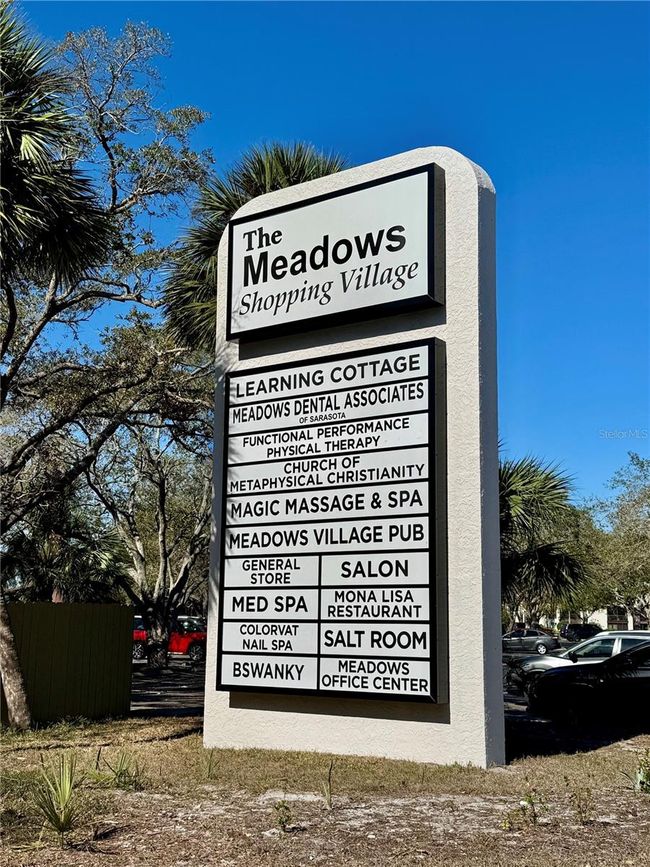 The
Meadows
Shopping Village
LEARNING COTTAGE
MEADOWS DENTAL ASSOCIATES
OF SARASOTA
FUNCTIONAL PERFORMANCE
PHYSICAL THERAPY
CHURCH OF
METAPHYSICAL CHRISTIANITY
MAGIC MASSAGE & SPA
MEADOWS VILLAGE PUB
GENERAL
STORE
SALON
MED SPA
MONA LISA
RESTAURANT
COLORVAT
NAIL SPA
SALT ROOM
BSWANKY
MEADOWS
OFFICE CENTER
StellarMLS